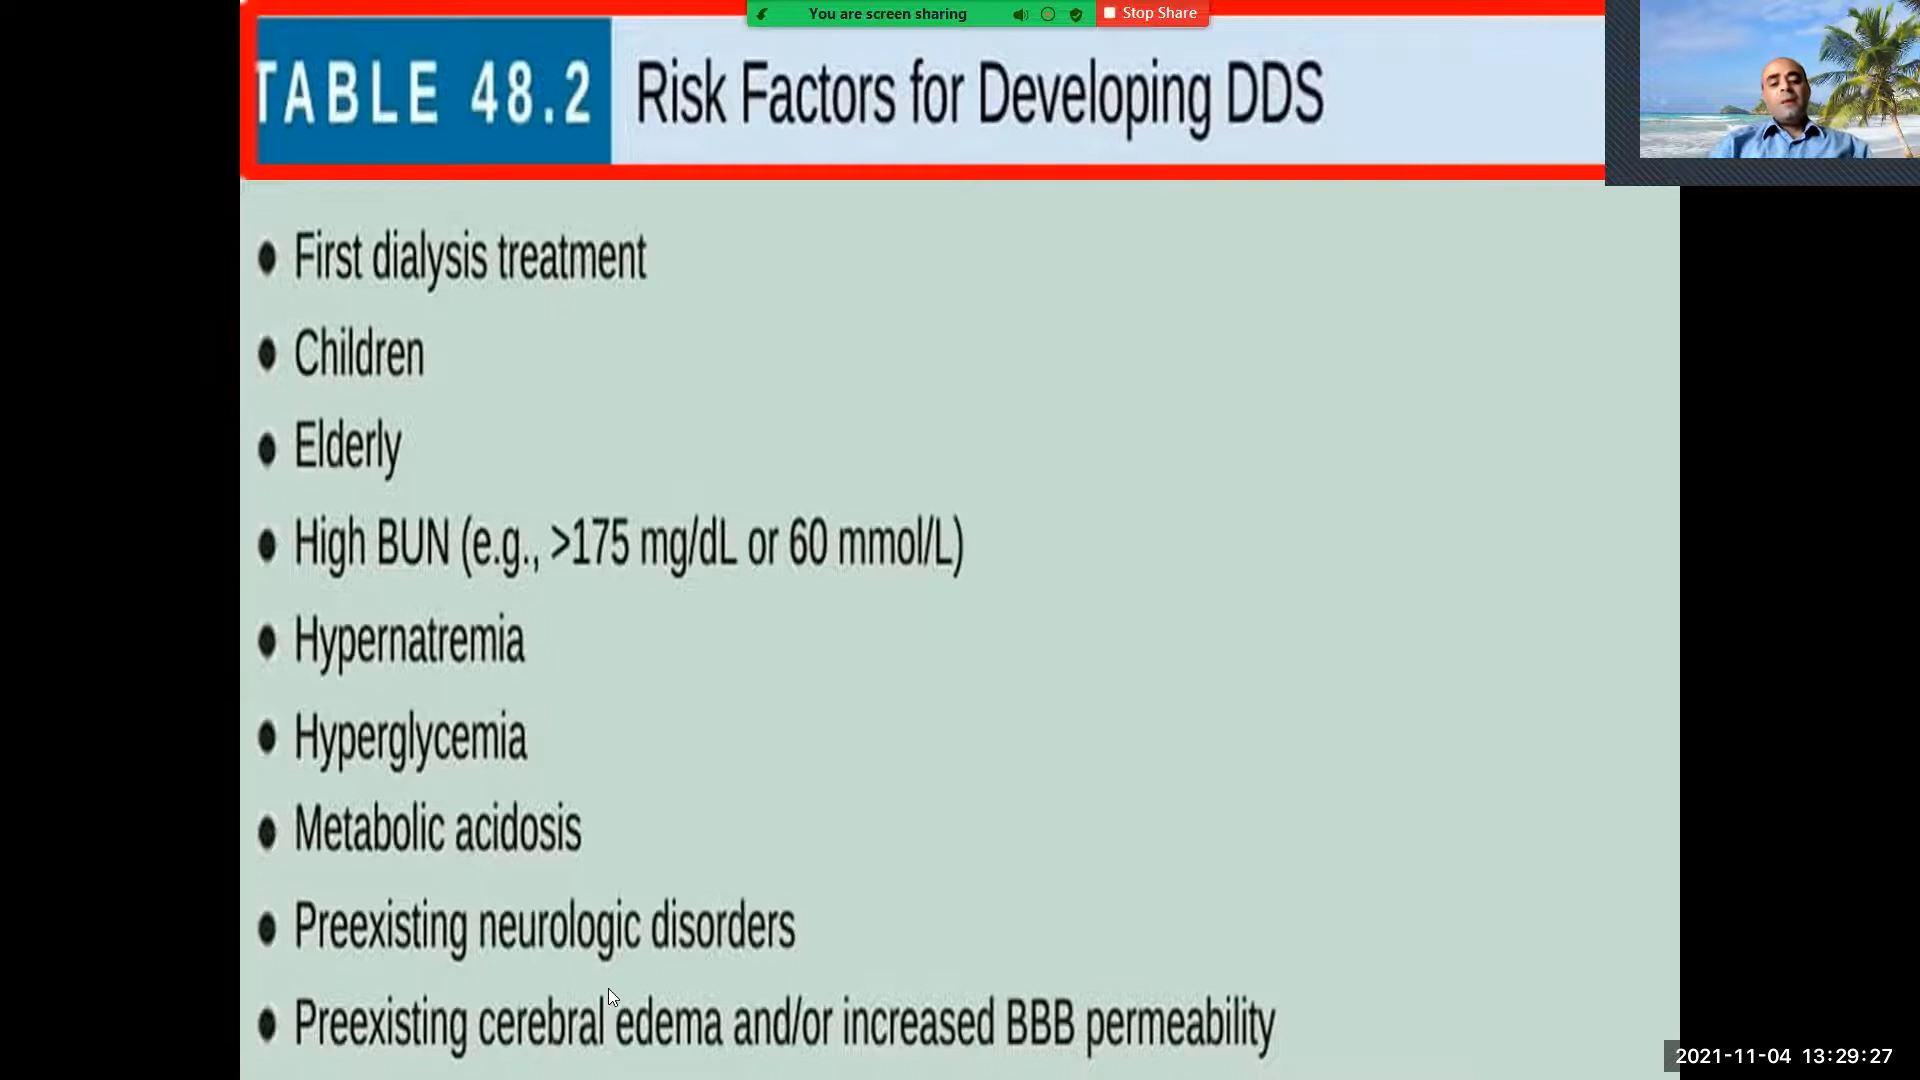 You are screen sharing
Stop Share
TABLE 48.2 Risk Factors for Developing DDS
• First dialysis treatment
• Children
• Elderly
• High BUN (e.g., >175 mg/dL or 60 mmol/L)
• Hypernatremia
• Hyperglycemia
• Metabolic acidosis
• Preexisting neurologic disorders
• Preexisting cerebral edema and/or increased BBB permeability
2021-11-04 13:29:27